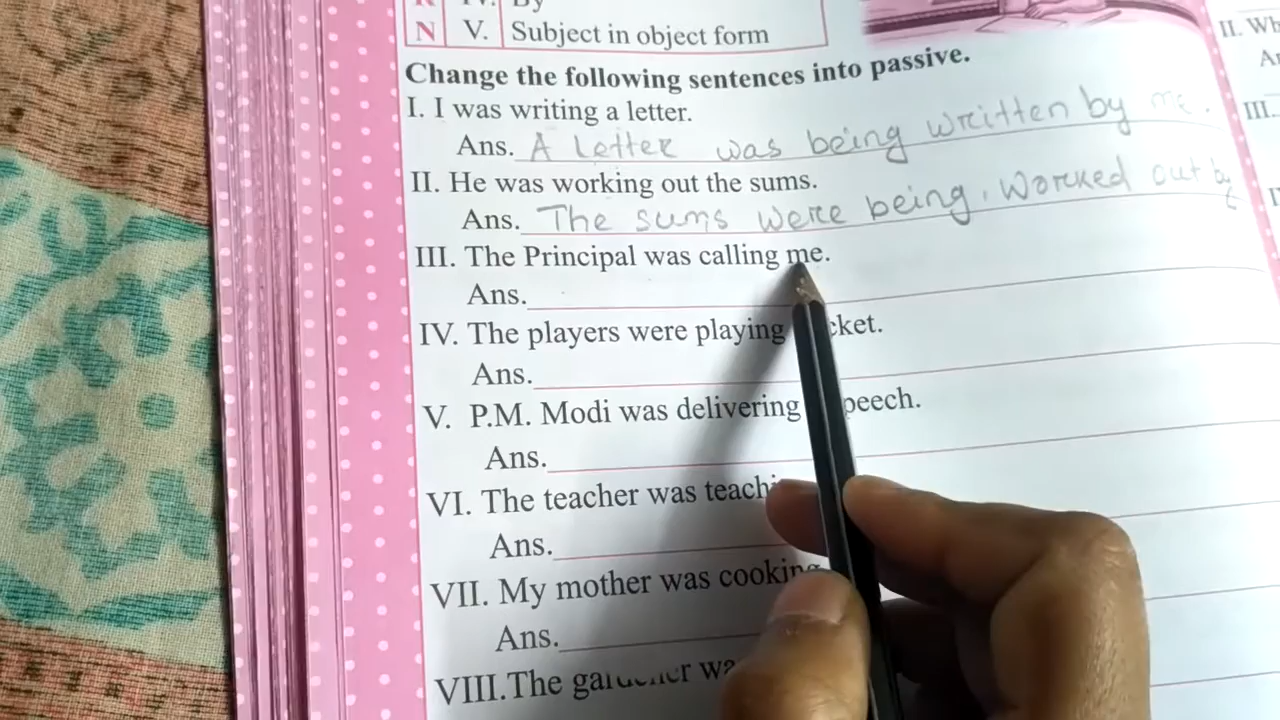 By
N V. Subject in object form
Change the following sentences into passive.
I. I was writing a letter.
Ans. A Letter was being written by me.
II. He was working out the sums.
Ans. The sums were being, Worked out by
III. The Principal was calling me.
Ans.
IV. The players were playing
Ans.
V. P.M. Modi was delivering
Ans.
VI. The teacher was
Ans.
VII. My mother was
Ans.
VIII. The
II.
III.